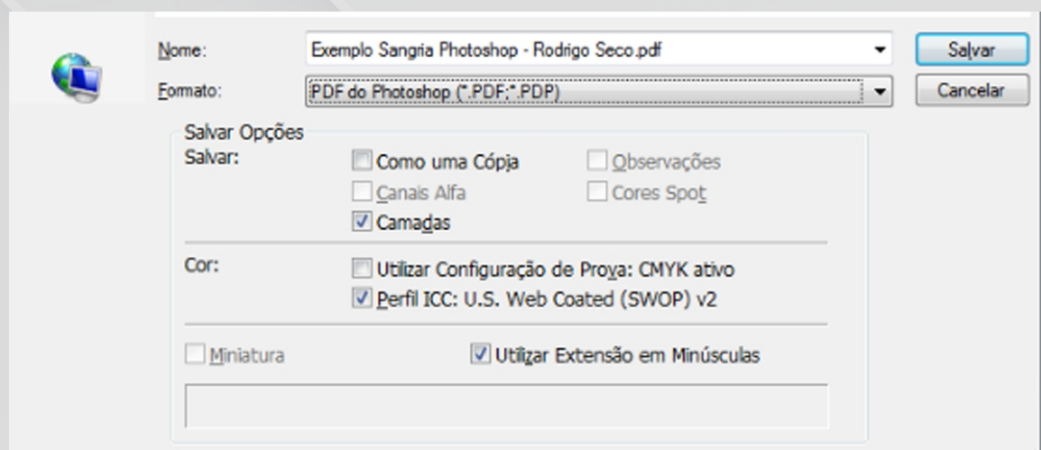 Nome: Exemplo Sangria Photoshop - Rodrigo Seco.pdf Salvar
Formato: PDF do Photoshop (*.PDF;*.PDP) Cancelar
Salvar Opções
Salvar: Como uma Cópia Observações
Canais Alfa Cores Spot
Camadas
Cor: Utilizar Configuração de Prova: CMYK ativo
Perfil ICC: U.S. Web Coated (SWOP) v2
Miniatura Utilizar Extensão em Minúsculas